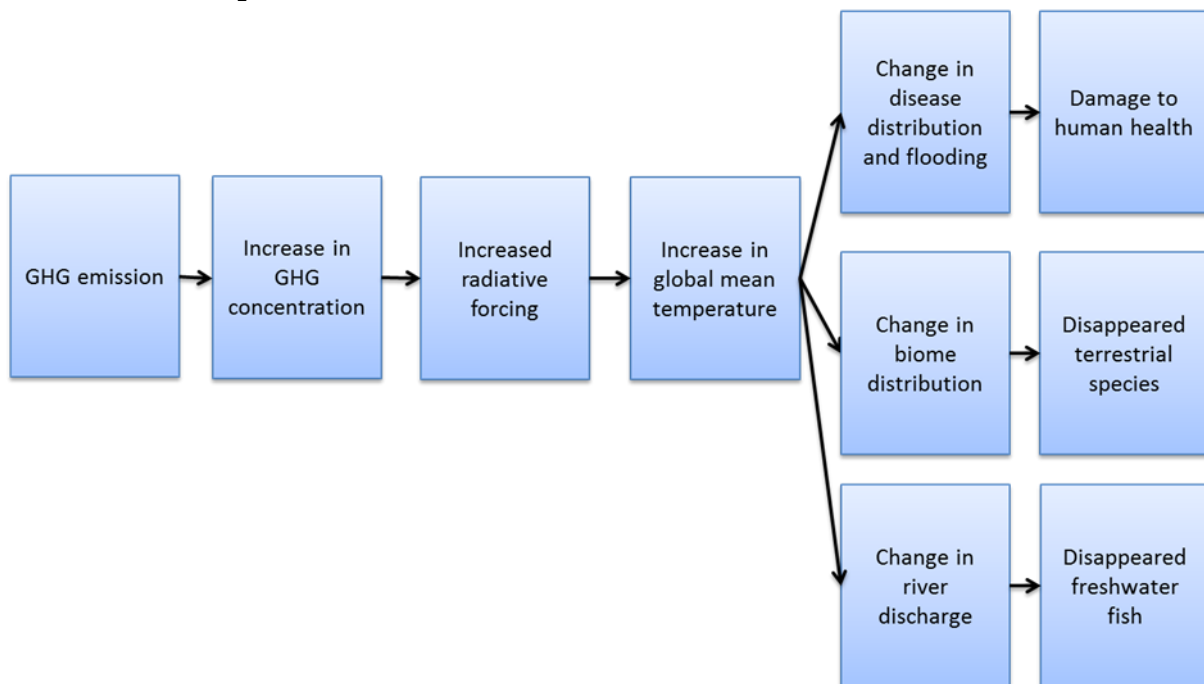 GHG emission
Increase in
GHG
concentration
Increased
radiative
forcing
Increase in
global mean
temperature
Change in
disease
distribution
and flooding
Damage to
human health
Change in
biome
distribution
Disappeared
terrestrial
species
Change in
river
discharge
Disappeared
freshwater
fish